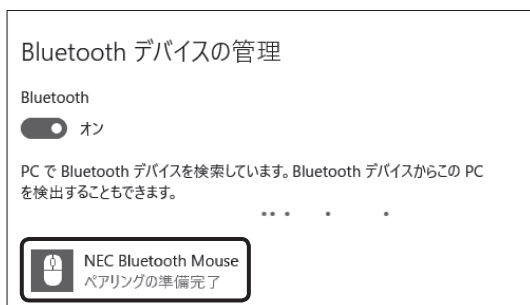 Bluetooth デバイスの管理
Bluetooth
オン
PC で Bluetooth デバイスを検索しています。Bluetooth デバイスからこの PC
を検出することもできます。
NEC Bluetooth Mouse
ペアリングの準備完了